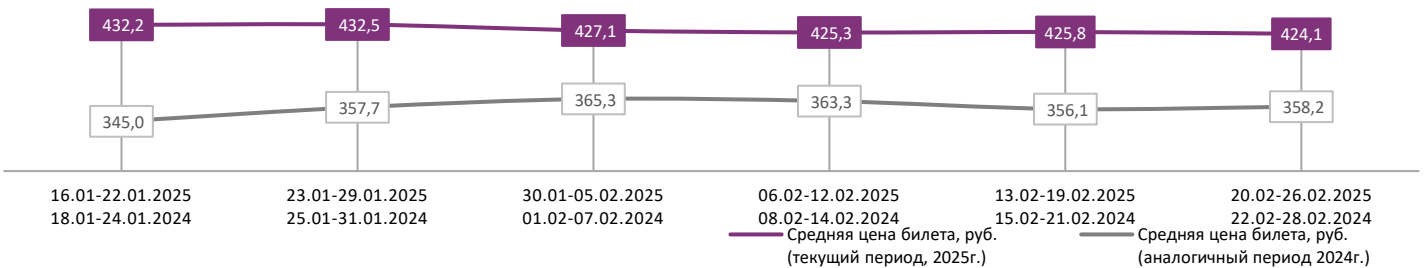 432,2 432,5 427,1 425,3 425,8 424,1
345,0 357,7 365,3 363,3 356,1 358,2
16.01-22.01.2025 23.01-29.01.2025 30.01-05.02.2025 06.02-12.02.2025 13.02-19.02.2025 20.02-26.02.2025
18.01-24.01.2024 25.01-31.01.2024 01.02-07.02.2024 08.02-14.02.2024 15.02-21.02.2024 22.02-28.02.2024
Средняя цена билета, руб. Средняя цена билета, руб.
(текущий период, 2025г.) (аналогичный период 2024г.)